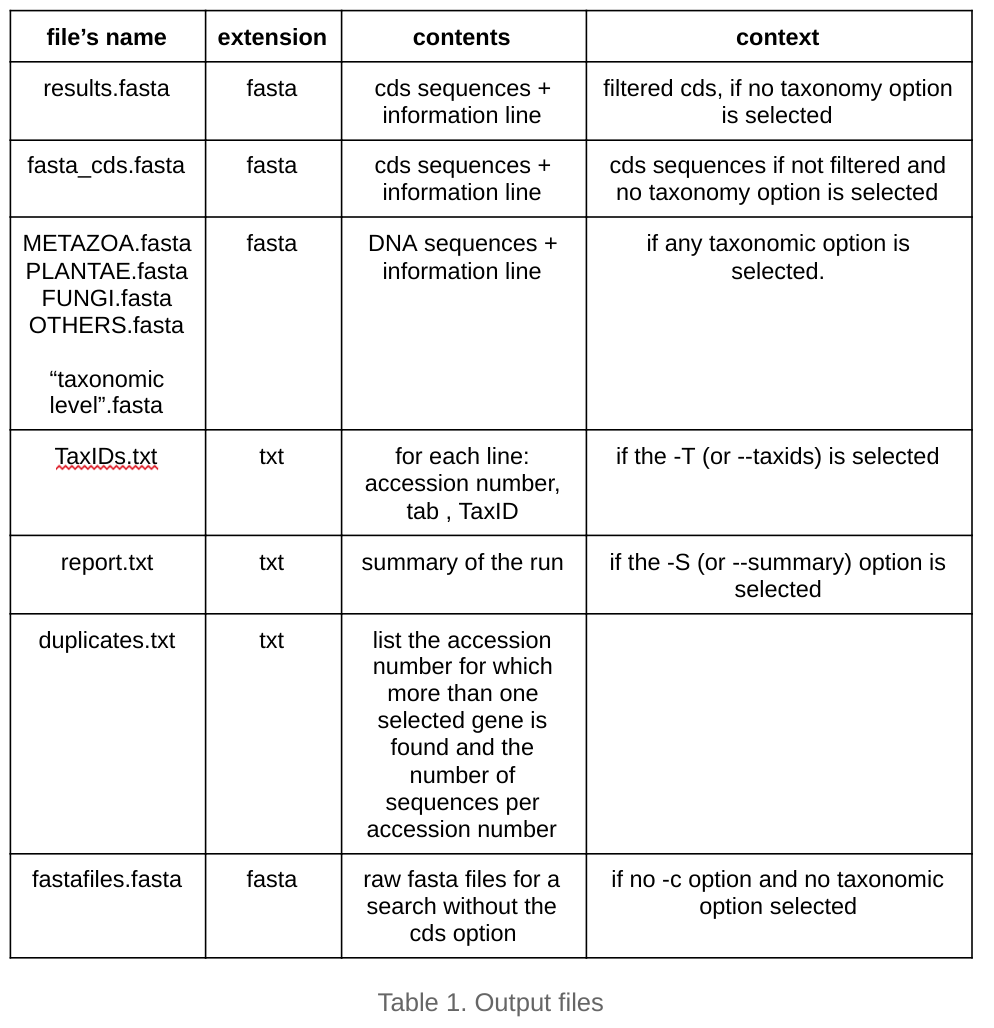 file’s name extension contents context
results.fasta fasta cds sequences + filtered cds, if no taxonomy option
information line is selected
fasta_cds.fasta fasta cds sequences + cds sequences if not filtered and
information line no taxonomy option is selected
METAZOA.fasta fasta DNA sequences + if any taxonomic option is
PLANTAE.fasta information line selected.
FUNGI.fasta
OTHERS.fasta
“taxonomic
level”.fasta
TaxIDs.txt txt for each line: if the -T (or --taxids) is selected
accession number,
tab , TaxID
report.txt txt summary of the run if the -S (or --summary) option is
selected
duplicates.txt txt list the accession
number for which
more than one
selected gene is
found and the
number of
sequences per
accession number
fastafiles.fasta fasta raw fasta files for a if no -c option and no taxonomic
search without the option selected
cds option
Table 1. Output files